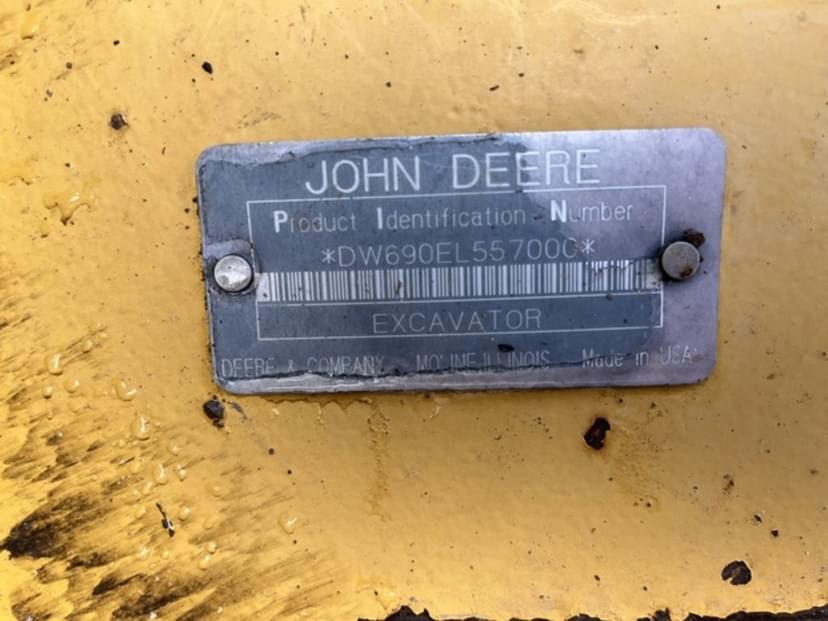 JOHN DEERE
Product Identification Number
*DW690EL557000*
EXCAVATOR
DEERE & COMPANY MOLINE, ILLINOIS Made in USA